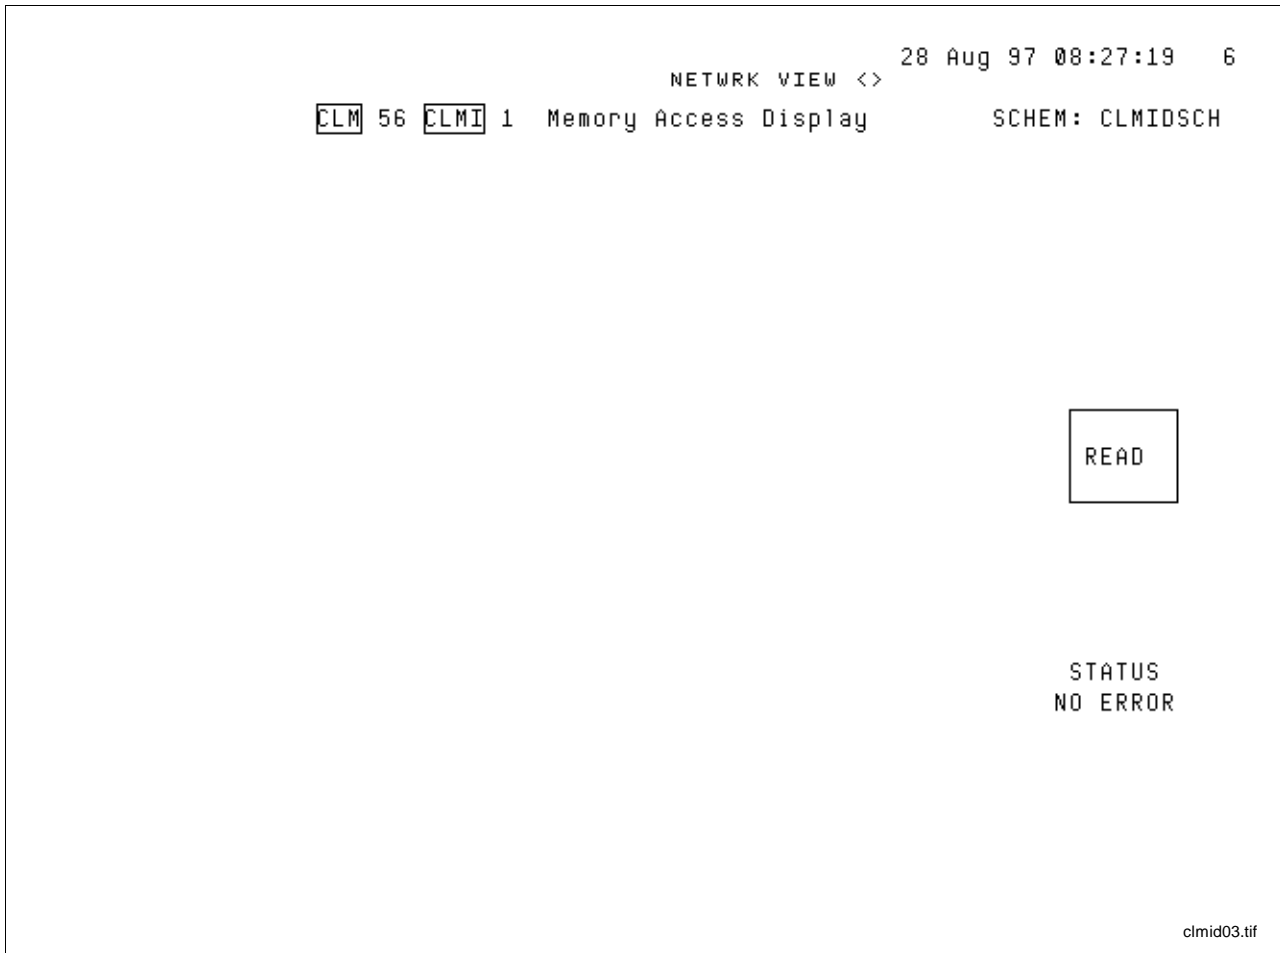 28 Aug 97 08:27:19 6
NETWRK VIEW <>
CLM 56 CLMI 1 Memory Access Display SCHEM: CLMIDSCH
READ
STATUS
NO ERROR
clmid03.tif